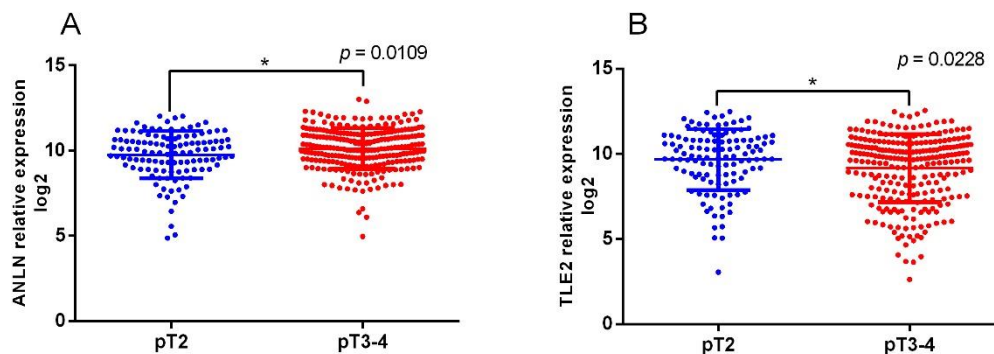 A
p = 0.0109
*
15
10
5
0
ANLN relative expression
log2
pT2
pT3-4
B
p = 0.0228
*
15
10
5
0
TLE2 relative expression
log2
pT2
pT3-4